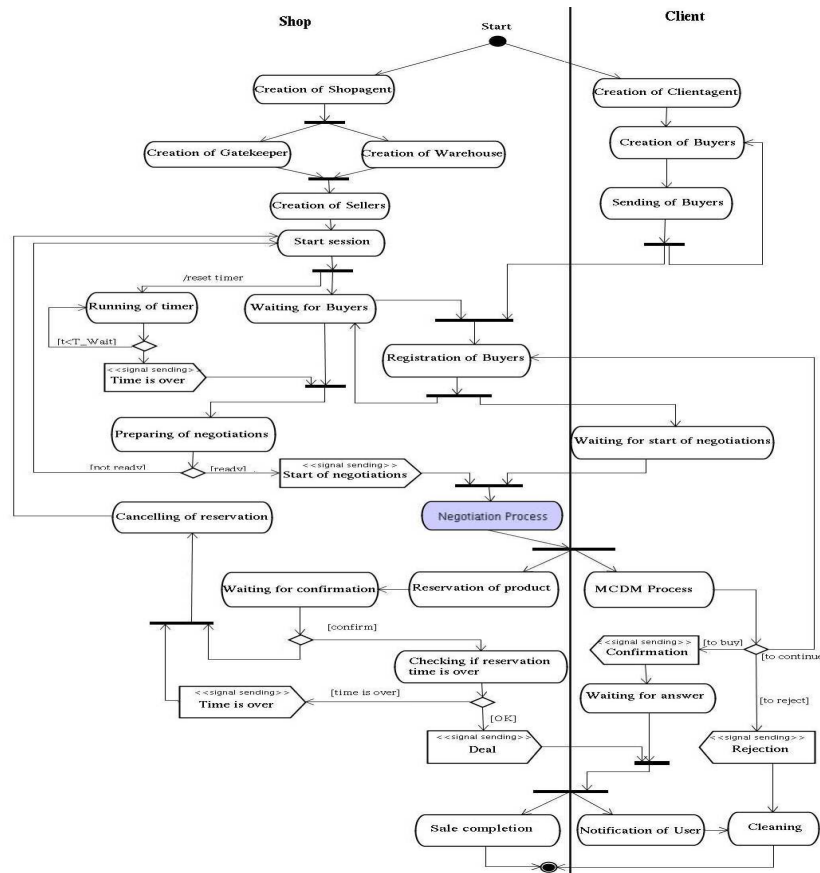 Shop
Client
Start
Creation of Shopagent
Creation of Clientagent
Creation of Gatekeeper
Creation of Warehouse
Creation of Buyers
Creation of Sellers
Sending of Buyers
Start session
/reset timer
Running of timer
Waiting for Buyers
[t<T_Wait]
Registration of Buyers
<<signal sending>>
Time is over
Preparing of negotiations
Waiting for start of negotiations
[not ready]
[ready]
<<signal sending>>
Start of negotiations
Cancelling of reservation
Negotiation Process
Waiting for confirmation
Reservation of product
MCDM Process
[confirm]
<<signal sending>>
Confirmation
[to buy]
[to continue
Checking if reservation
time is over
Waiting for answer
<<signal sending>>
Time is over
[time is over]
[to reject]
[OK]
<<signal sending>>
Deal
<<signal sending>>
Rejection
Sale completion
Notification of User
Cleaning